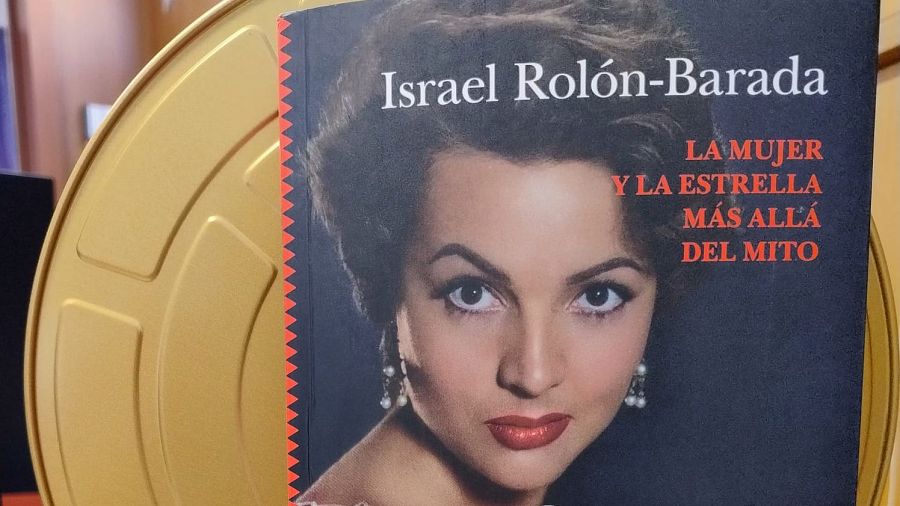 Israel Rolón-Barada
LA MUJER
Y LA ESTRELLA
MÁS ALLÁ
DEL MITO